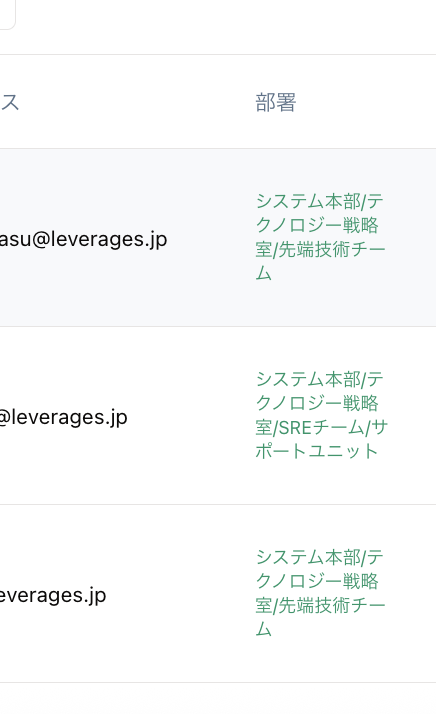 ス
部署
システム本部/テ
クノロジー戦略
asu@leverages.jp
室/先端技術チー
ム
システム本部/テ
クノロジー戦略
@leverages.jp
室/SREチーム/サ
ポートユニット
システム本部/テ
クノロジー戦略
everages.jp
室/先端技術チー
ム